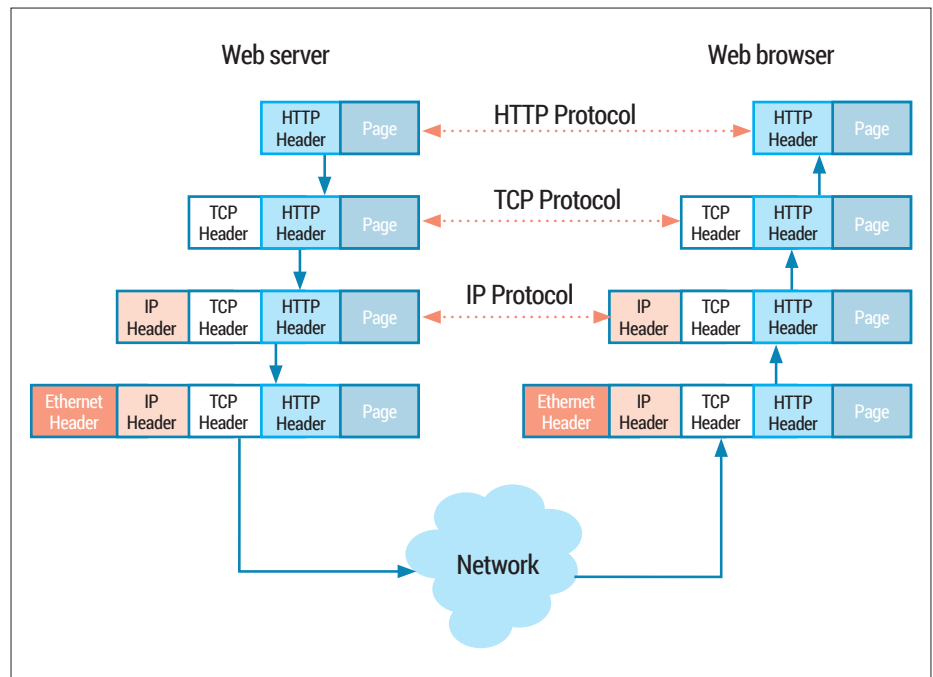 Web server
Web browser
HTTP Header
Page
HTTP Protocol
HTTP Header
Page
TCP Header
HTTP Header
Page
TCP Protocol
TCP Header
HTTP Header
Page
IP Header
TCP Header
HTTP Header
Page
IP Protocol
IP Header
TCP Header
HTTP Header
Page
Ethernet Header
IP Header
TCP Header
HTTP Header
Page
Ethernet Header
IP Header
TCP Header
HTTP Header
Page
Network